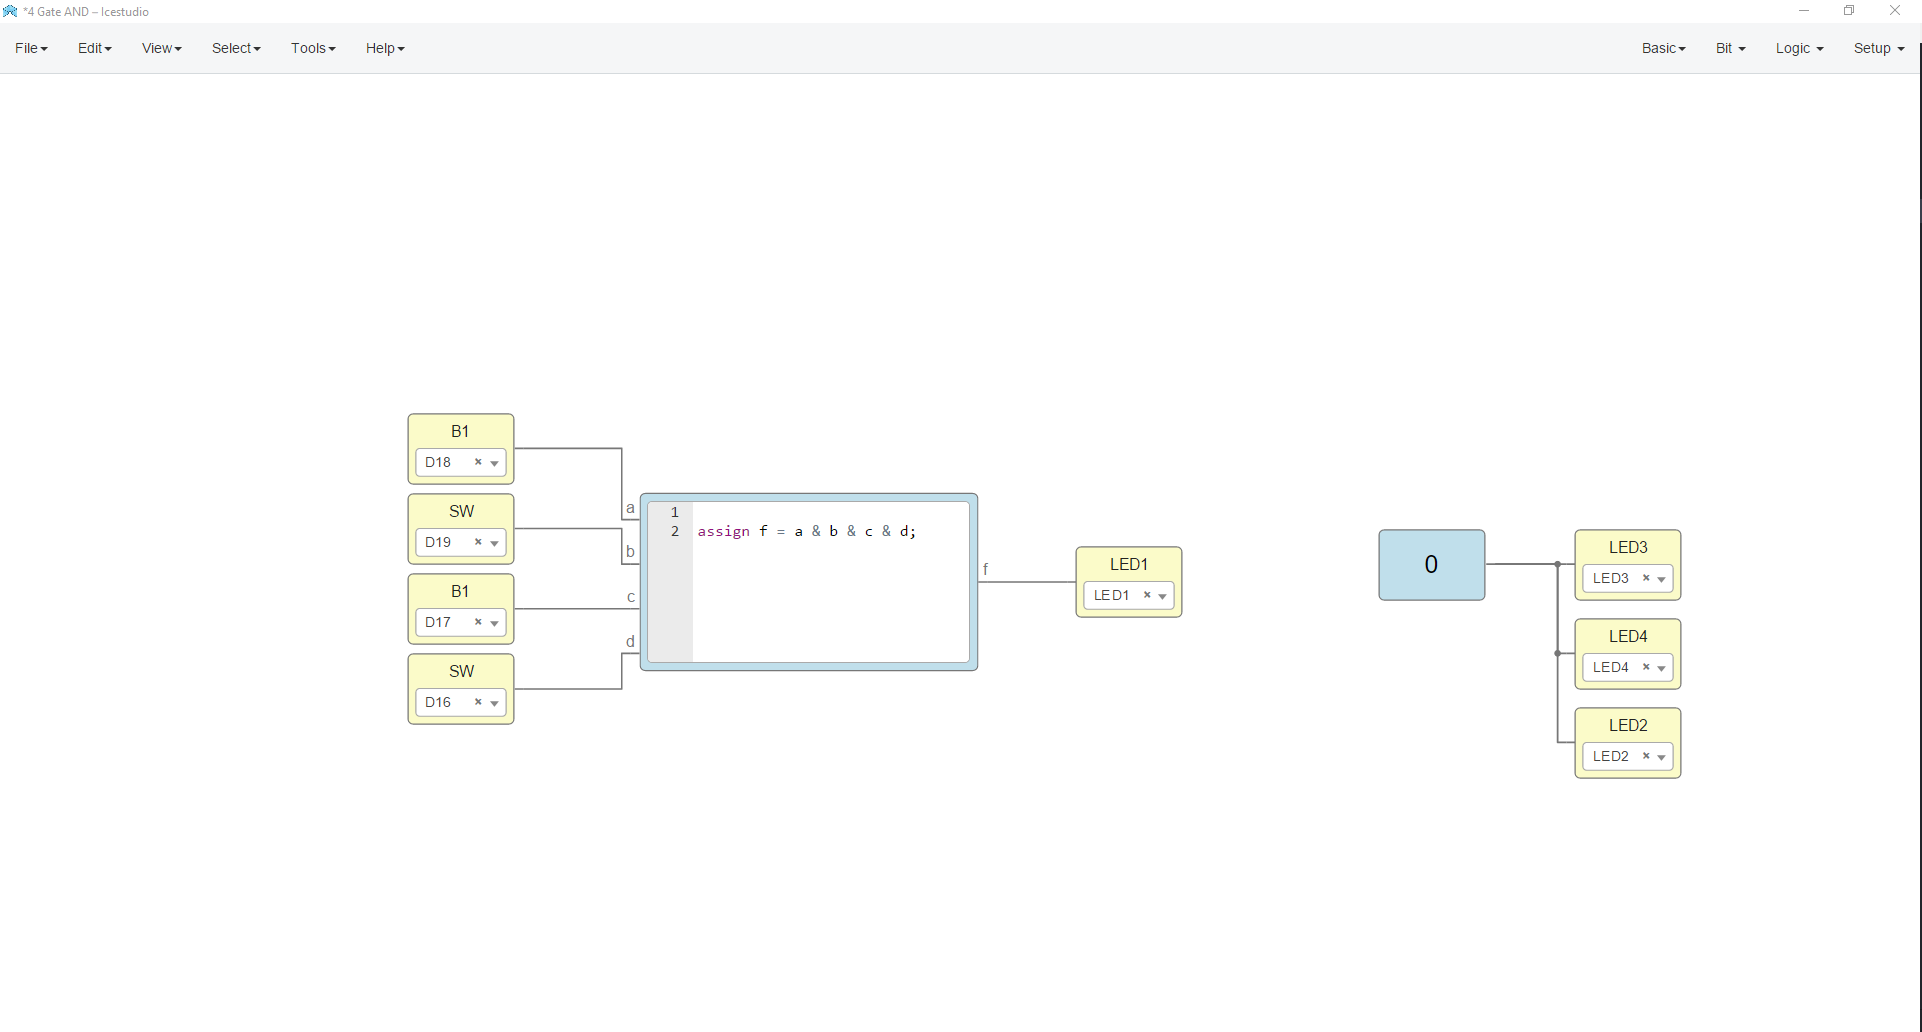 *4 Gate AND – Icestudio
File Edit View Select Tools Help Basic Bit Logic Setup
B1
D18 ×
SW
D19 ×
B1
D17 ×
SW
D16 ×
a
b
c
d
1
2 assign f = a & b & c & d;
f
LED1
LED1 ×
0
LED3
LED3 ×
LED4
LED4 ×
LED2
LED2 ×